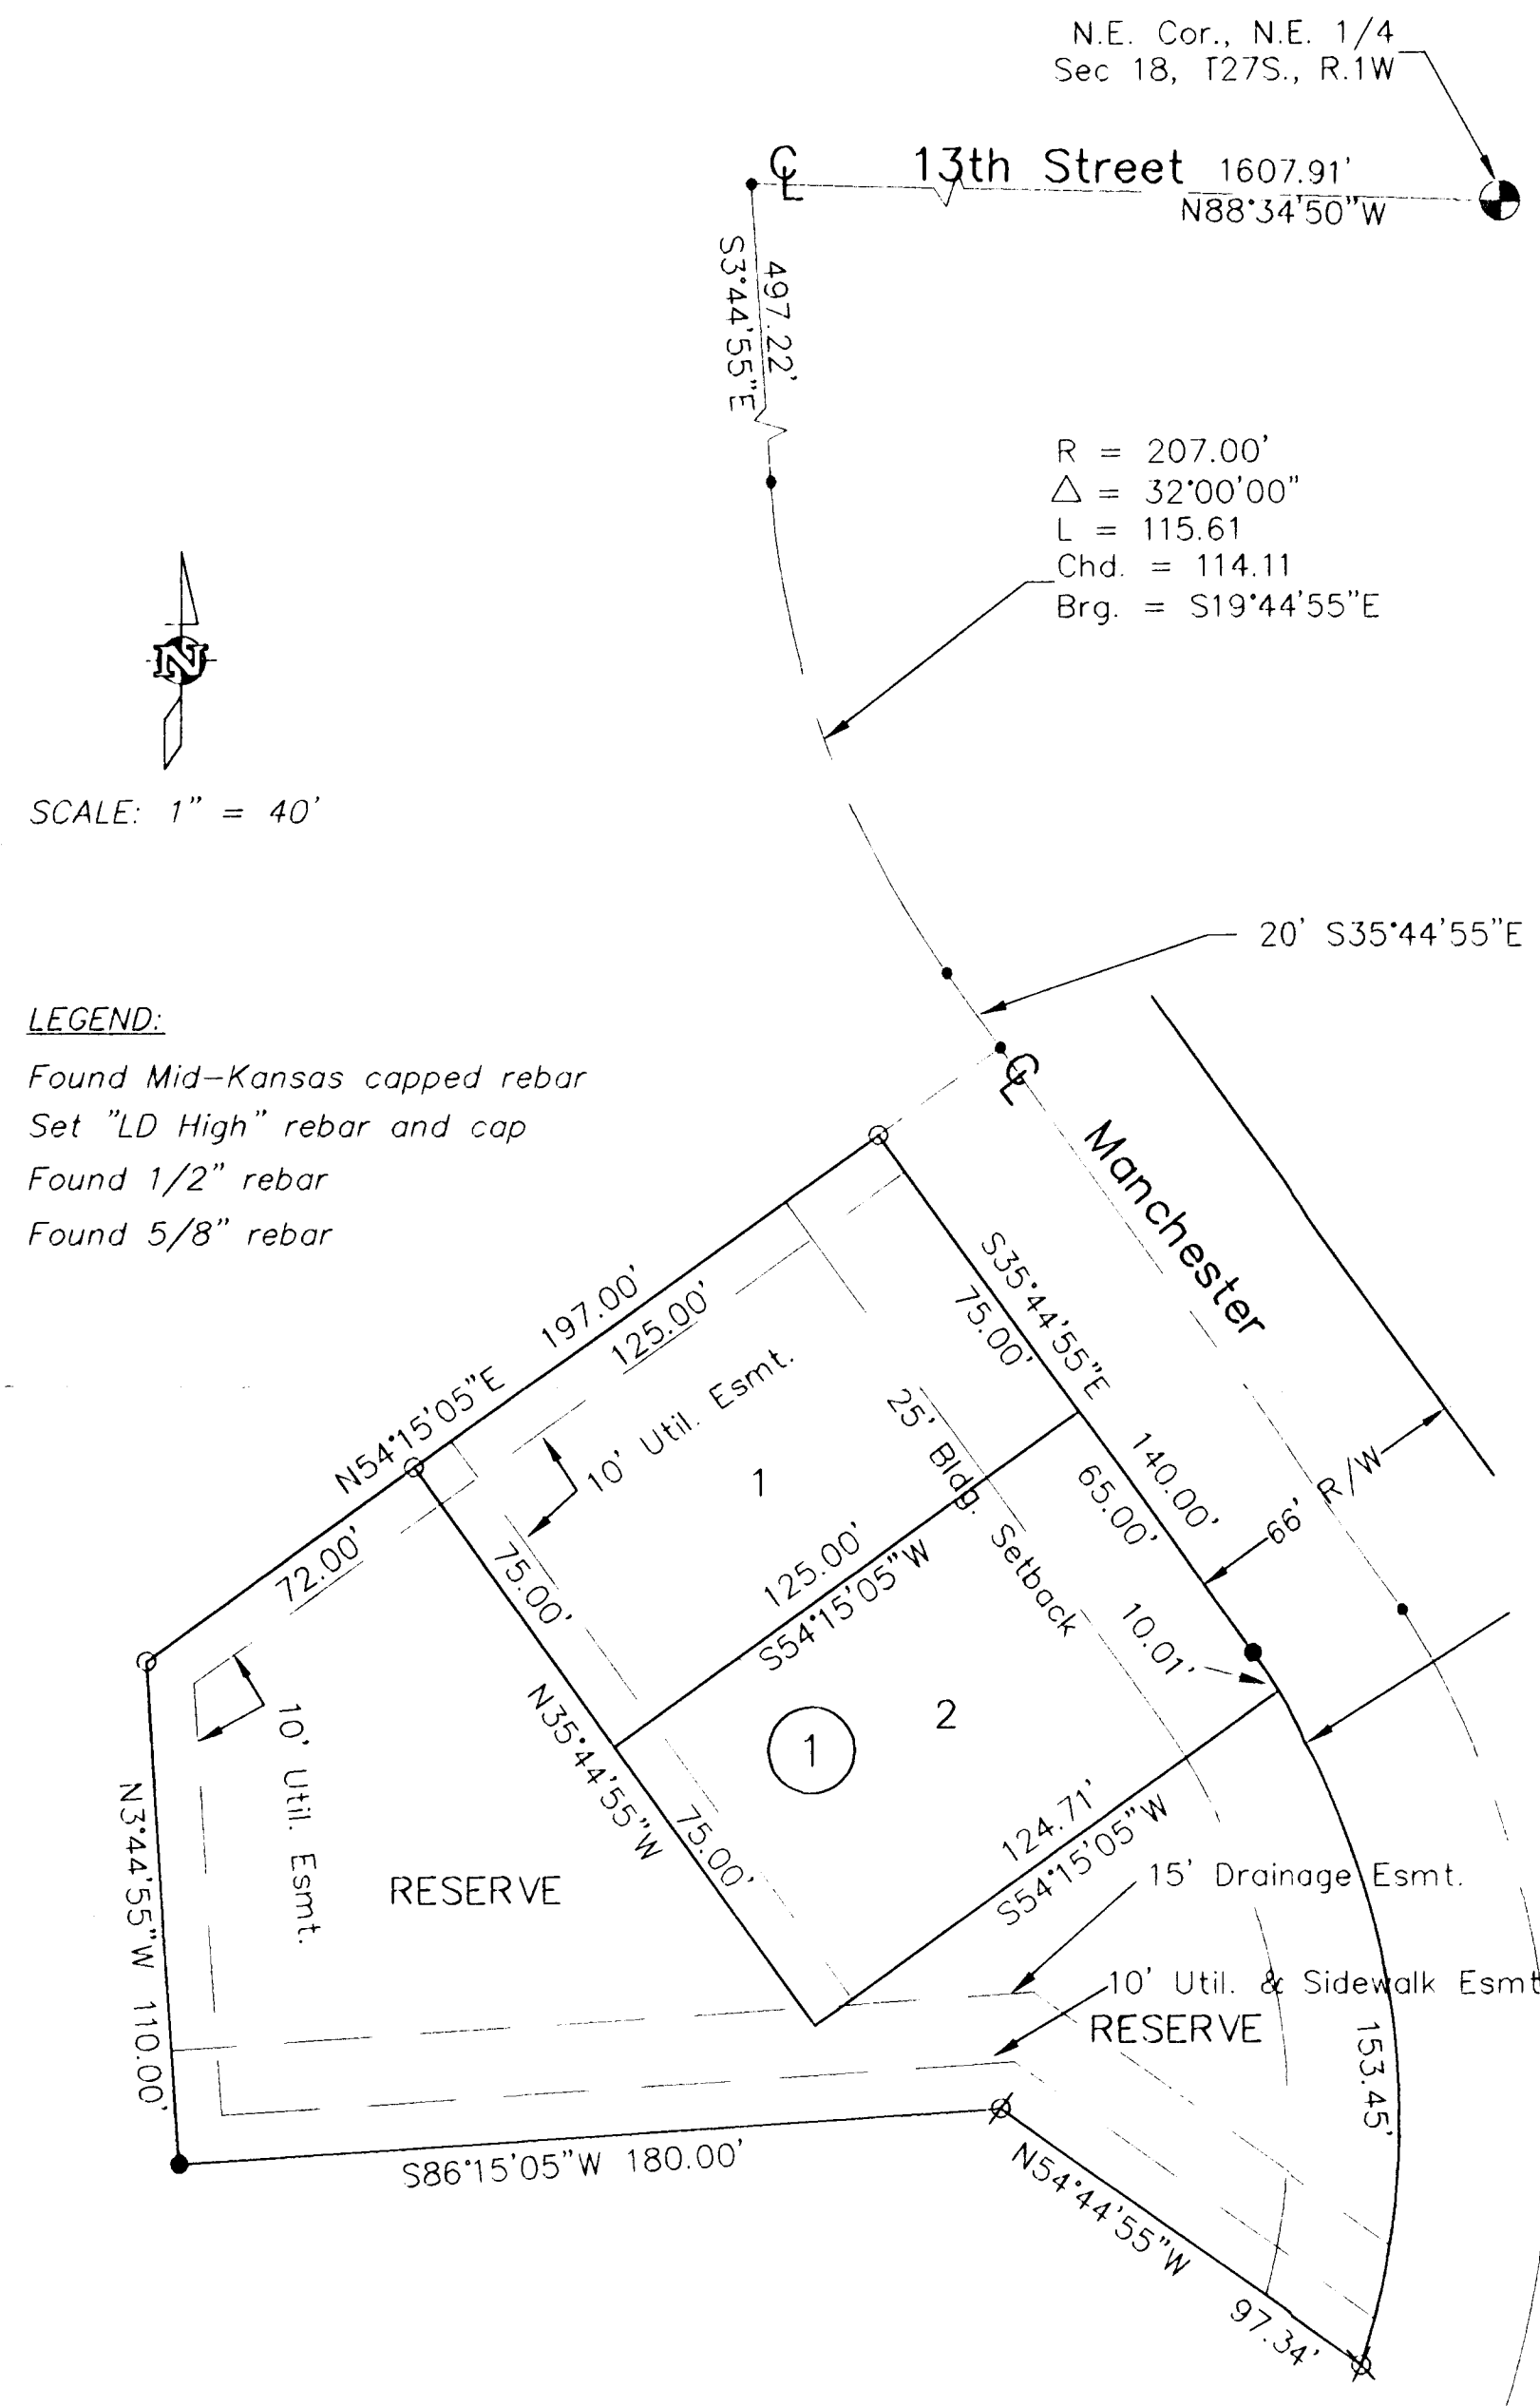 N.E. Cor., N.E. 1/4
Sec 18, T27S., R.1W
℄
13th Street 1607.91'
N88°34'50"W
497.22'
S3°44'55"E
R = 207.00'
△ = 32°00'00"
L = 115.61
Chd. = 114.11
Brg. = S19°44'55"E
N
SCALE: 1" = 40'
20' S35°44'55"E
LEGEND:
Found Mid-Kansas capped rebar
Set "LD High" rebar and cap
Found 1/2" rebar
Found 5/8" rebar
℄
Manchester
S35°44'55"E
75.00'
N54°15'05"E 197.00'
125.00'
10' Util. Esmt.
1
25' Bldg. Setback
140.00'
65.00'
66' R/W
72.00'
75.00'
125.00'
S54°15'05"W
10.01'
N35°44'55"W
75.00'
1
2
10' Util. Esmt.
N3°44'55"W 110.00'
RESERVE
124.71'
S54°15'05"W
15' Drainage Esmt.
10' Util. & Sidewalk Esmt
RESERVE
153.45'
S86°15'05"W 180.00'
N54°44'55"W 97.34'